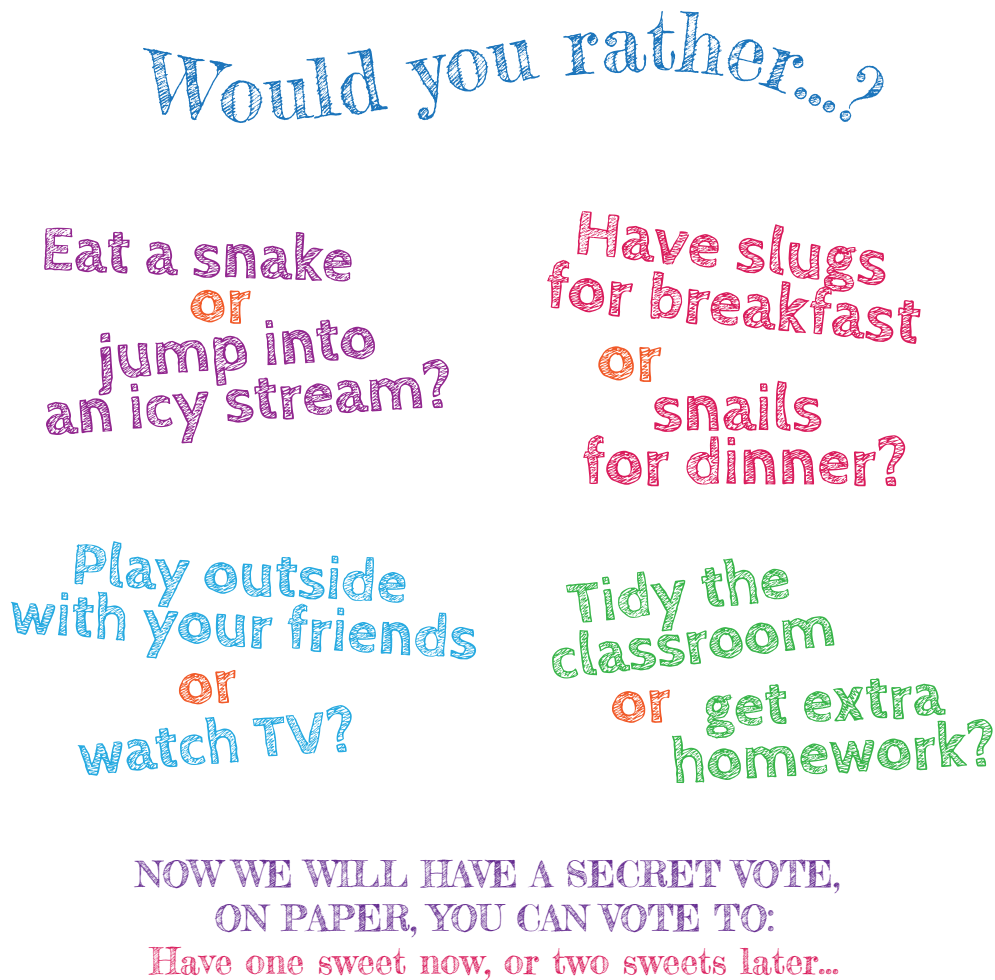 Would you rather...?
Eat a snake
or
jump into
an icy stream?
Have slugs
for breakfast
or
snails
for dinner?
Play outside
with your friends
or
watch TV?
Tidy the
classroom
or get extra
homework?
NOW WE WILL HAVE A SECRET VOTE,
ON PAPER, YOU CAN VOTE TO:
Have one sweet now, or two sweets later...